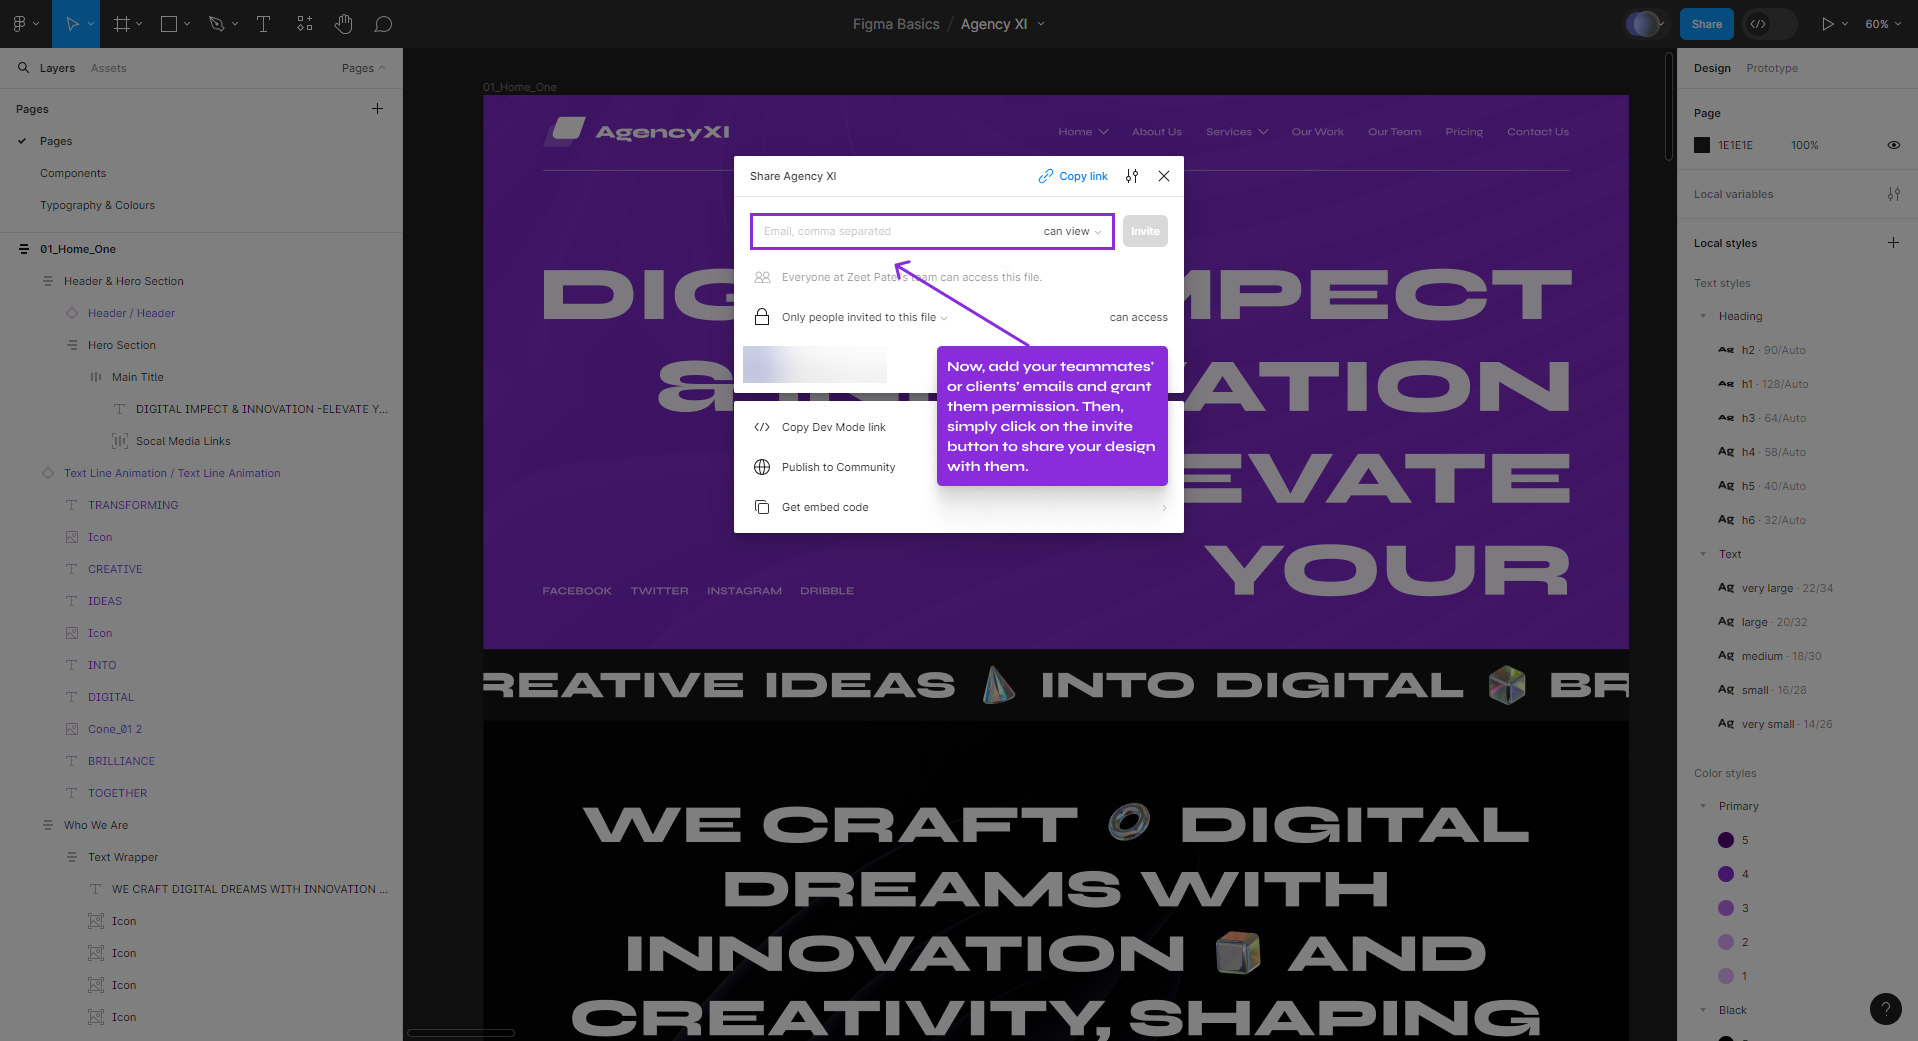 Figma Basics / Agency XI
Share
60%
Layers
Assets
Pages
Pages
Pages
Components
Typography & Colours
01_Home_One
Header & Hero Section
Header / Header
Hero Section
Main Title
DIGITAL IMPECT & INNOVATION -ELEVATE Y...
Socal Media Links
Text Line Animation / Text Line Animation
TRANSFORMING
Icon
CREATIVE
IDEAS
Icon
INTO
DIGITAL
Cone_01 2
BRILLIANCE
TOGETHER
Who We Are
Text Wrapper
WE CRAFT DIGITAL DREAMS WITH INNOVATION ...
Icon
Icon
Icon
Icon
01_Home_One
AgencyXI
Home
About Us
Services
Our Work
Our Team
Pricing
Contact Us
Share Agency XI
Copy link
Email, comma separated
can view
Invite
Everyone at Zeet Patel's team can access this file.
Only people invited to this file
can access
Now, add your teammates'
or clients' emails and grant
them permission. Then,
simply click on the invite
button to share your design
with them.
Copy Dev Mode link
Publish to Community
Get embed code
YOUR
FACEBOOK TWITTER INSTAGRAM DRIBBLE
REATIVE IDEAS INTO DIGITAL BR
WE CRAFT DIGITAL
DREAMS WITH
INNOVATION AND
CREATIVITY, SHAPING
Design
Prototype
Page
1E1E1E
100%
Local variables
Local styles
Text styles
Heading
Ag h2 · 90/Auto
Ag h1 · 128/Auto
Ag h3 · 64/Auto
Ag h4 · 58/Auto
Ag h5 · 40/Auto
Ag h6 · 32/Auto
Text
Ag very large · 22/34
Ag large · 20/32
Ag medium · 18/30
Ag small · 16/28
Ag very small · 14/26
Color styles
Primary
5
4
3
2
1
Black
?